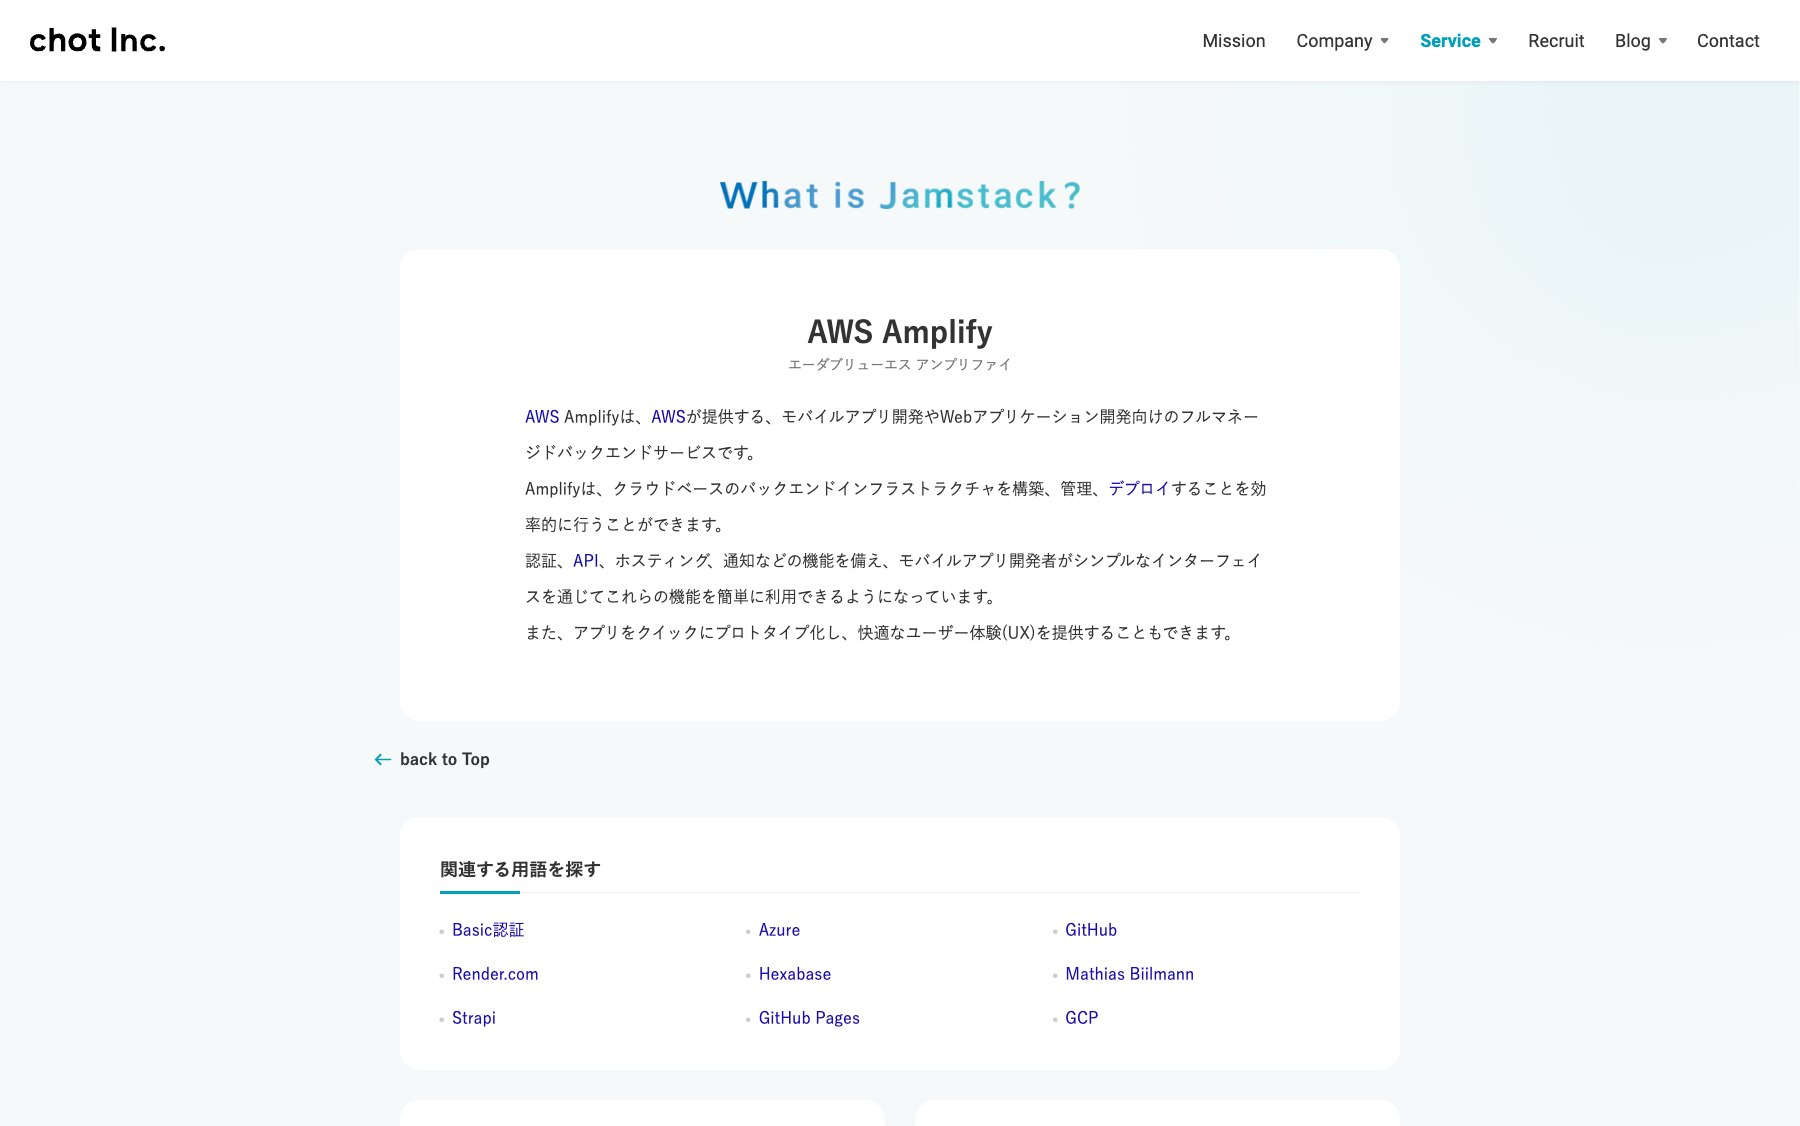 chot Inc.
Mission
Company
Service
Recruit
Blog
Contact
What is Jamstack?
AWS Amplify
エーダブリューエス アンプリファイ
AWS Amplifyは、AWSが提供する、モバイルアプリ開発やWebアプリケーション開発向けのフルマネー
ジドバックエンドサービスです。
Amplifyは、クラウドベースのバックエンドインフラストラクチャを構築、管理、デプロイすることを効
率的に行うことができます。
認証、API、ホスティング、通知などの機能を備え、モバイルアプリ開発者がシンプルなインターフェイ
スを通じてこれらの機能を簡単に利用できるようになっています。
また、アプリをクイックにプロトタイプ化し、快適なユーザー体験(UX)を提供することもできます。
back to Top
関連する用語を探す
Basic認証
Azure
GitHub
Render.com
Hexabase
Mathias Biilmann
Strapi
GitHub Pages
GCP